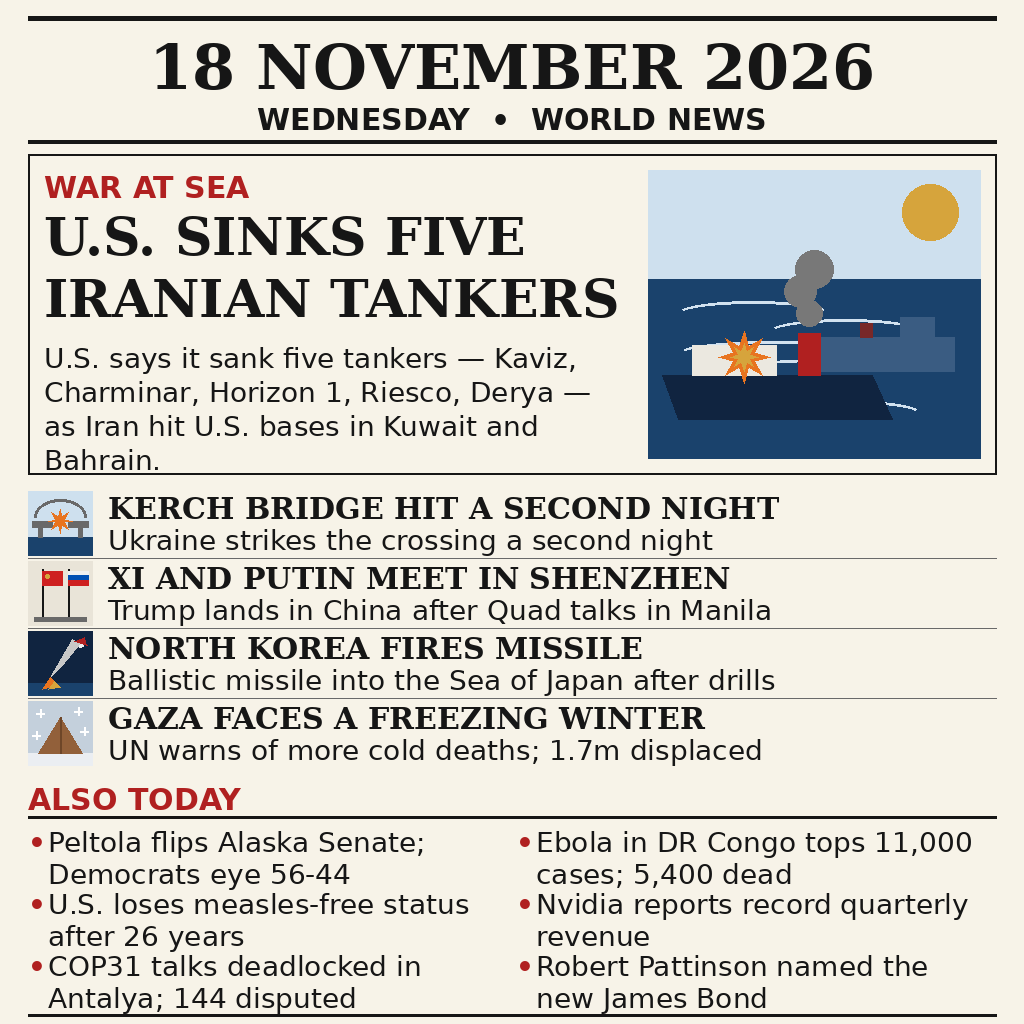 18 NOVEMBER 2026
WEDNESDAY • WORLD NEWS
WAR AT SEA
U.S. SINKS FIVE
IRANIAN TANKERS
U.S. says it sank five tankers — Kaviz,
Charminar, Horizon 1, Riesco, Derya —
as Iran hit U.S. bases in Kuwait and
Bahrain.
KERCH BRIDGE HIT A SECOND NIGHT
Ukraine strikes the crossing a second night
XI AND PUTIN MEET IN SHENZHEN
Trump lands in China after Quad talks in Manila
NORTH KOREA FIRES MISSILE
Ballistic missile into the Sea of Japan after drills
GAZA FACES A FREEZING WINTER
UN warns of more cold deaths; 1.7m displaced
ALSO TODAY
•Peltola flips Alaska Senate;
Democrats eye 56-44
•U.S. loses measles-free status
after 26 years
•COP31 talks deadlocked in
Antalya; 144 disputed
•Ebola in DR Congo tops 11,000
cases; 5,400 dead
•Nvidia reports record quarterly
revenue
•Robert Pattinson named the
new James Bond